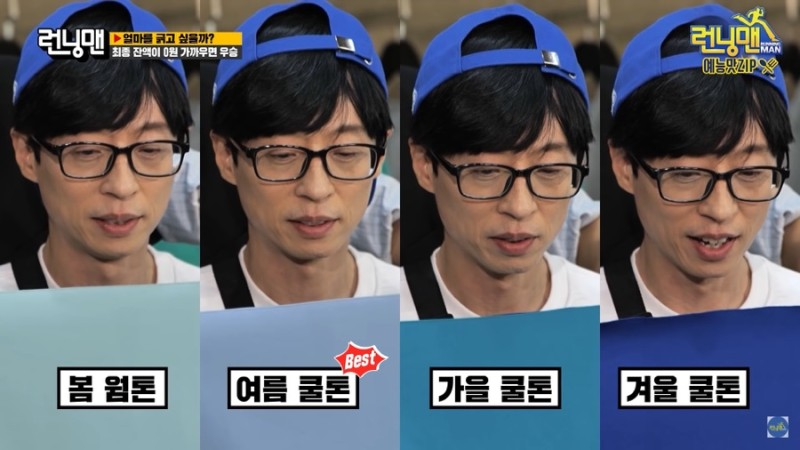 런닝맨
▶얼마를 긁고 싶을까?
최종 잔액이 0원 가까우면 우승
런닝맨
RUNNING MAN
예능맛ZIP
Best
봄 웜톤
여름 쿨톤
가을 쿨톤
겨울 쿨톤